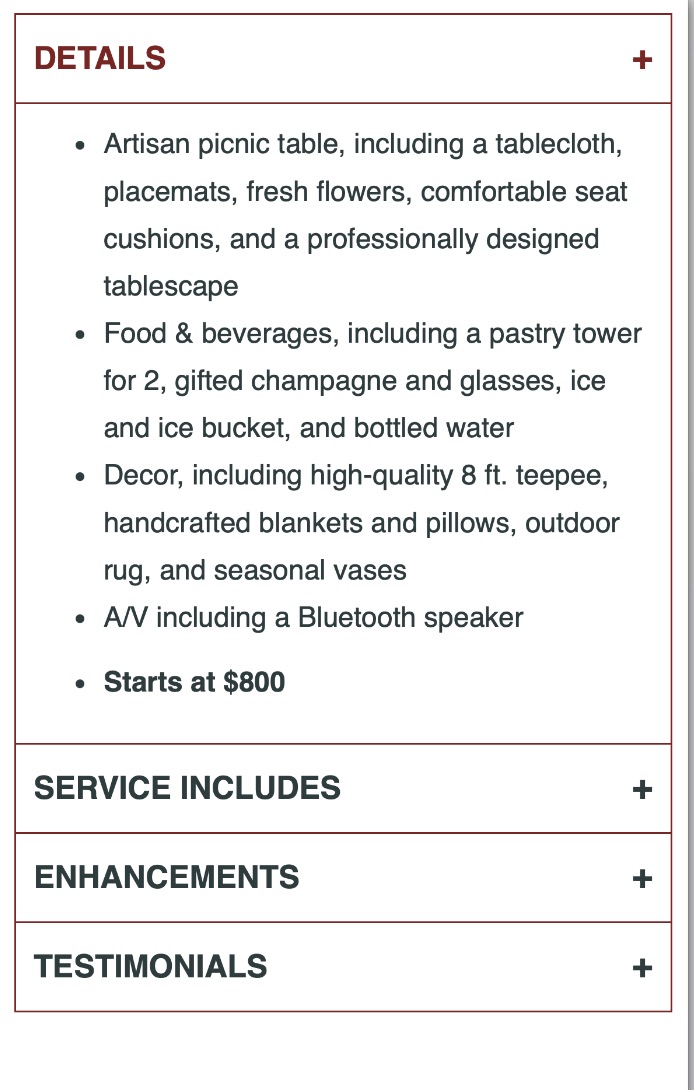 DETAILS +
• Artisan picnic table, including a tablecloth,
placemats, fresh flowers, comfortable seat
cushions, and a professionally designed
tablescape
• Food & beverages, including a pastry tower
for 2, gifted champagne and glasses, ice
and ice bucket, and bottled water
• Decor, including high-quality 8 ft. teepee,
handcrafted blankets and pillows, outdoor
rug, and seasonal vases
• A/V including a Bluetooth speaker
• Starts at $800
SERVICE INCLUDES +
ENHANCEMENTS +
TESTIMONIALS +